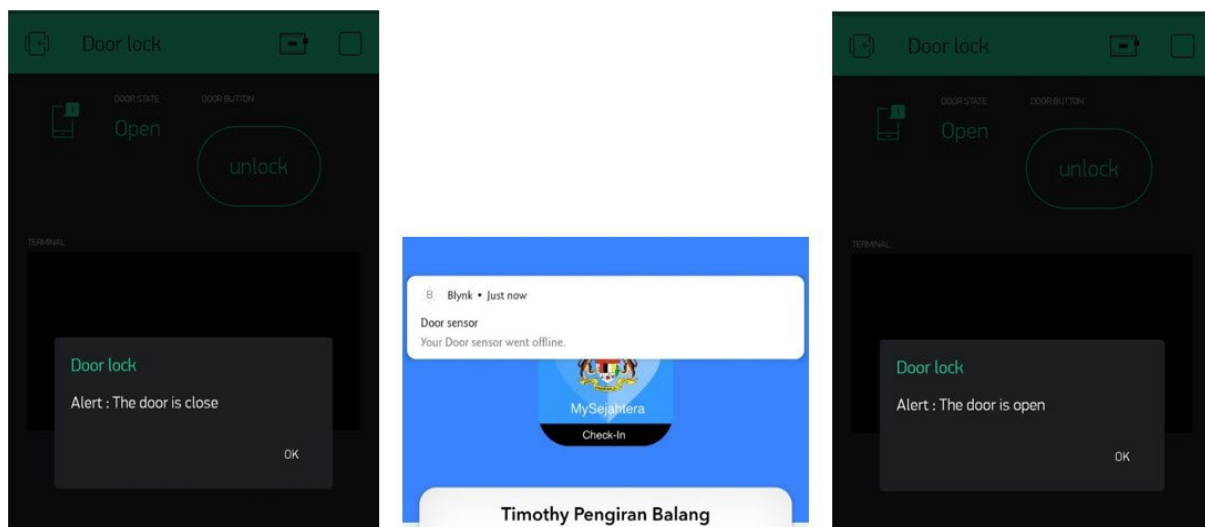 Door lock
DOOR STATE
DOOR BUTTON
Open
unlock
TERMINAL
Door lock
Alert : The door is close
OK
B Blynk • Just now
Door sensor
Your Door sensor went offline.
MySejahtera
Check-In
Timothy Pengiran Balang
Door lock
DOOR STATE
DOOR BUTTON
Open
unlock
TERMINAL
Door lock
Alert : The door is open
OK